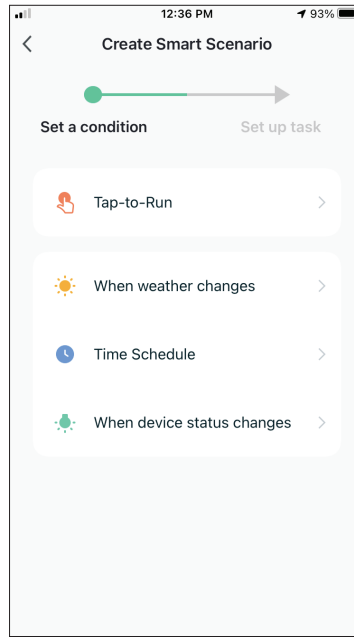 12:36 PM
93%
Create Smart Scenario
Set a condition
Set up task
Tap-to-Run
When weather changes
Time Schedule
When device status changes